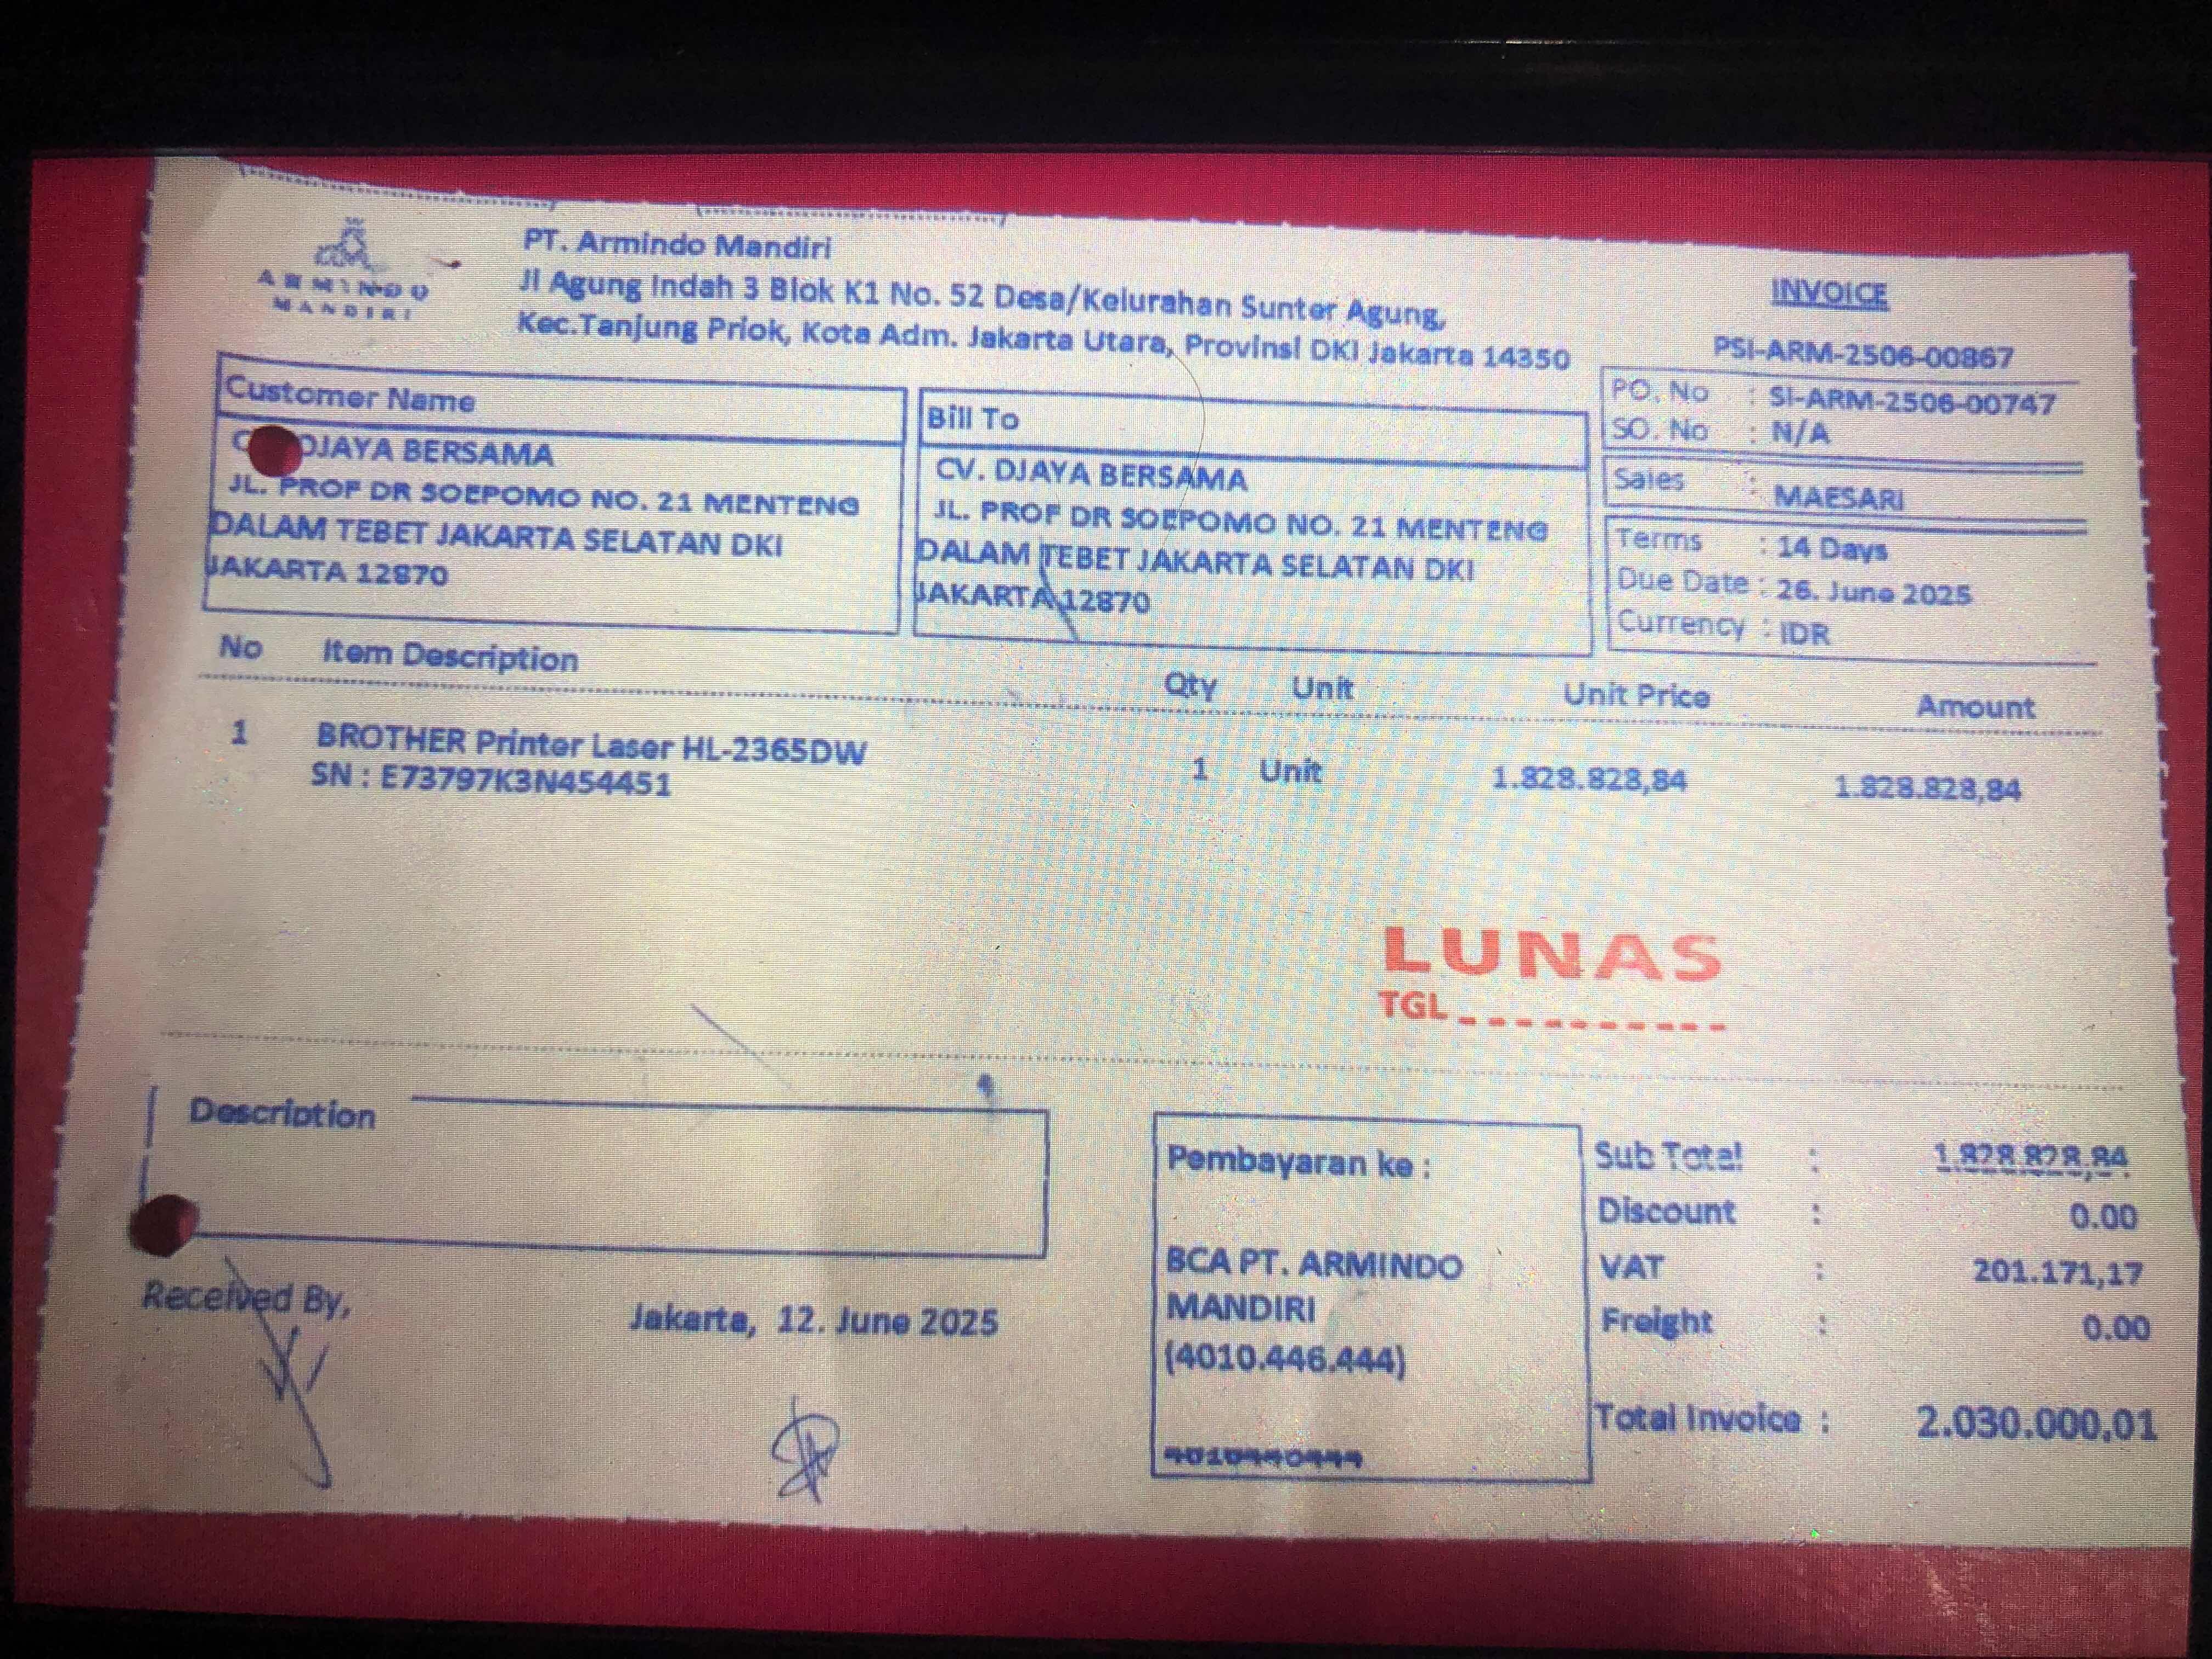 ARMINDO
MANDIRI
PT. Armindo Mandiri
Jl Agung Indah 3 Blok K1 No. 52 Desa/Kelurahan Sunter Agung,
Kec.Tanjung Priok, Kota Adm. Jakarta Utara, Provinsi DKI Jakarta 14350
INVOICE
PSI-ARM-2506-00867
PO. No : SI-ARM-2506-00747
SO. No : N/A
Sales : MAESARI
Terms : 14 Days
Due Date : 26. June 2025
Currency : IDR
Customer Name
DJAYA BERSAMA
JL. PROF DR SOEPOMO NO. 21 MENTENG
DALAM TEBET JAKARTA SELATAN DKI
JAKARTA 12870
Bill To
CV. DJAYA BERSAMA
JL. PROF DR SOEPOMO NO. 21 MENTENG
DALAM TEBET JAKARTA SELATAN DKI
JAKARTA 12870
No Item Description Qty Unit Unit Price Amount
1 BROTHER Printer Laser HL-2365DW 1 Unit 1.828.828,84 1.828.828,84
SN : E73797K3N454451
LUNAS
TGL
Description
Pembayaran ke :
BCA PT. ARMINDO
MANDIRI
(4010.446.444)
Sub Total : 1.828.828,84
Discount : 0.00
VAT : 201.171,17
Freight : 0.00
Total Invoice : 2.030.000,01
Received By,
Jakarta, 12. June 2025